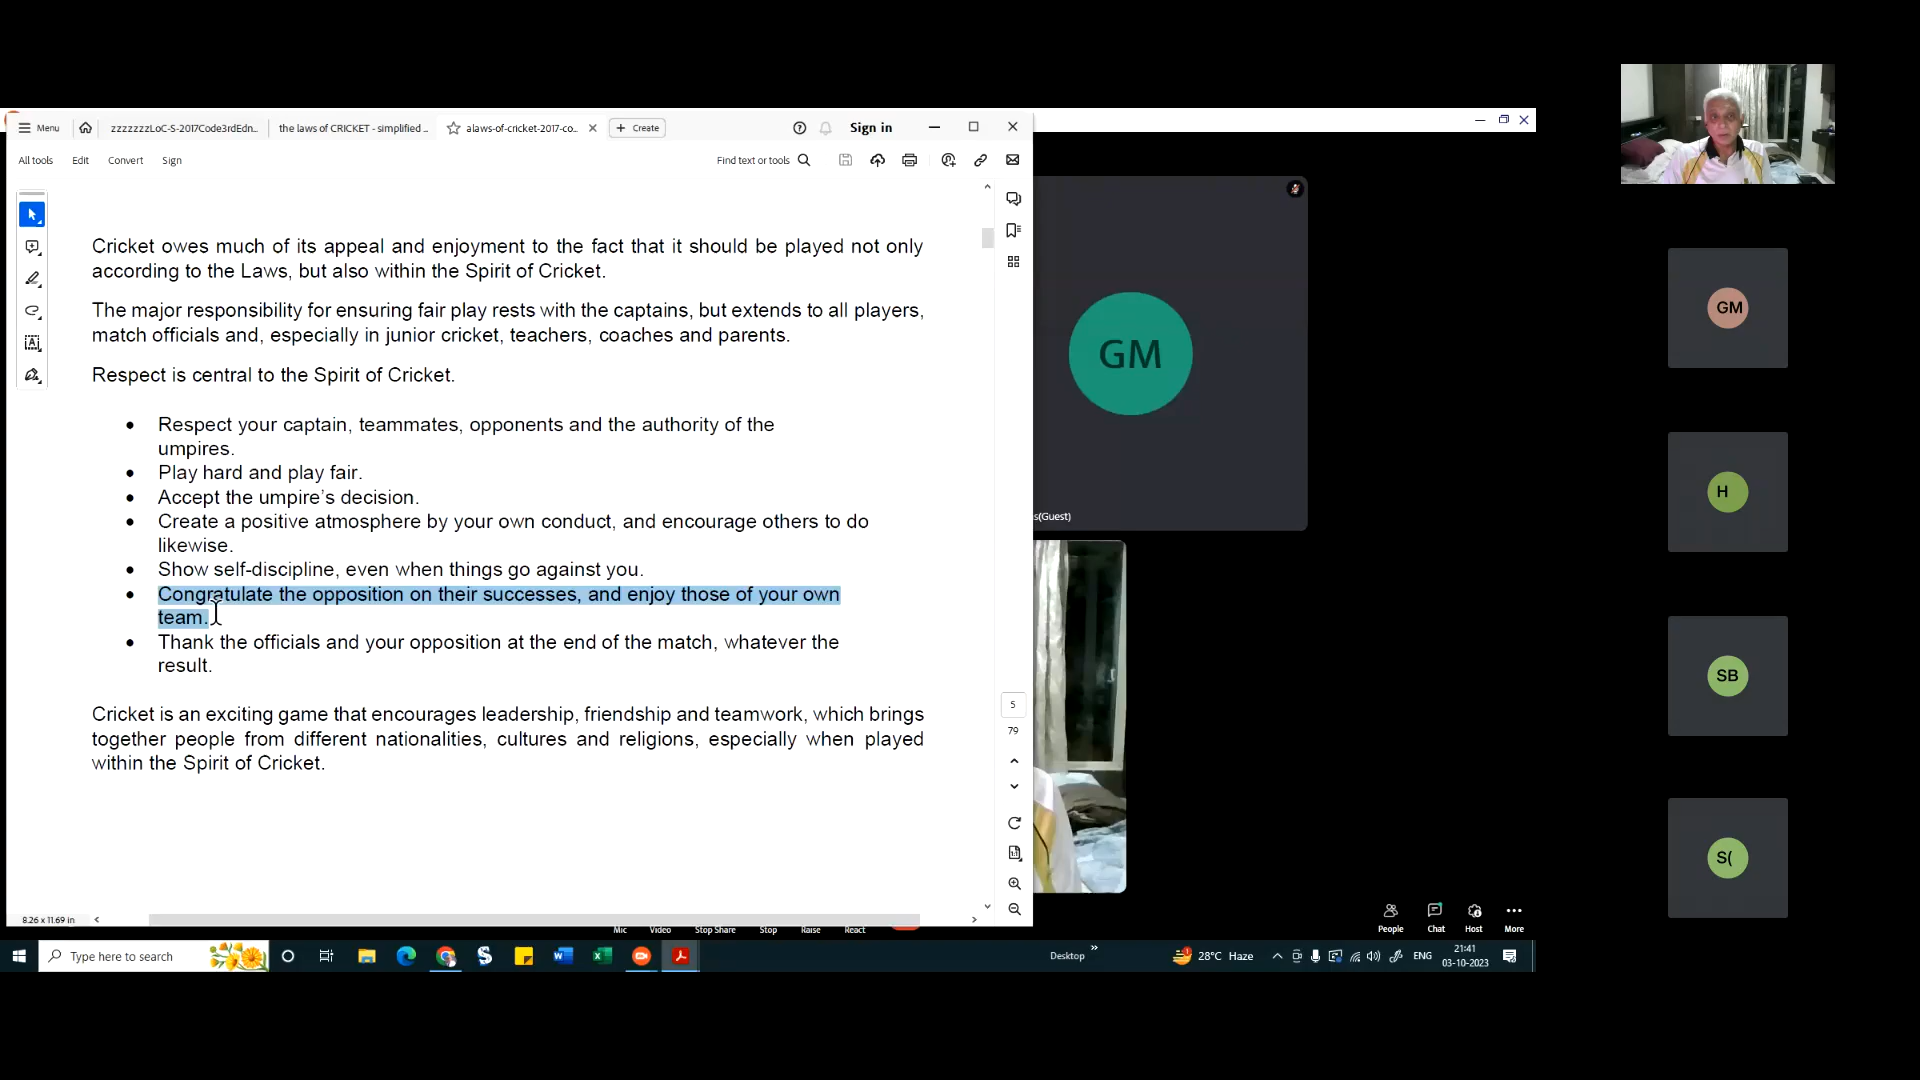 Menu
zzzzzzzLoC-S-2017Code3rdEdn...
the laws of CRICKET - simplified ...
alaws-of-cricket-2017-co...
Create
Sign in
All tools
Edit
Convert
Sign
Find text or tools
Cricket owes much of its appeal and enjoyment to the fact that it should be played not only
according to the Laws, but also within the Spirit of Cricket.
The major responsibility for ensuring fair play rests with the captains, but extends to all players,
match officials and, especially in junior cricket, teachers, coaches and parents.
Respect is central to the Spirit of Cricket.
• Respect your captain, teammates, opponents and the authority of the
umpires.
• Play hard and play fair.
• Accept the umpire's decision.
• Create a positive atmosphere by your own conduct, and encourage others to do
likewise.
• Show self-discipline, even when things go against you.
• Congratulate the opposition on their successes, and enjoy those of your own
team.
• Thank the officials and your opposition at the end of the match, whatever the
result.
Cricket is an exciting game that encourages leadership, friendship and teamwork, which brings
together people from different nationalities, cultures and religions, especially when played
within the Spirit of Cricket.
5
79
8.26 x 11.69 in
GM
s(Guest)
GM
H
SB
S(
Mic
Video
Stop Share
Stop
Raise
React
People
Chat
Host
More
Type here to search
Desktop
28°C Haze
ENG
21:41
03-10-2023